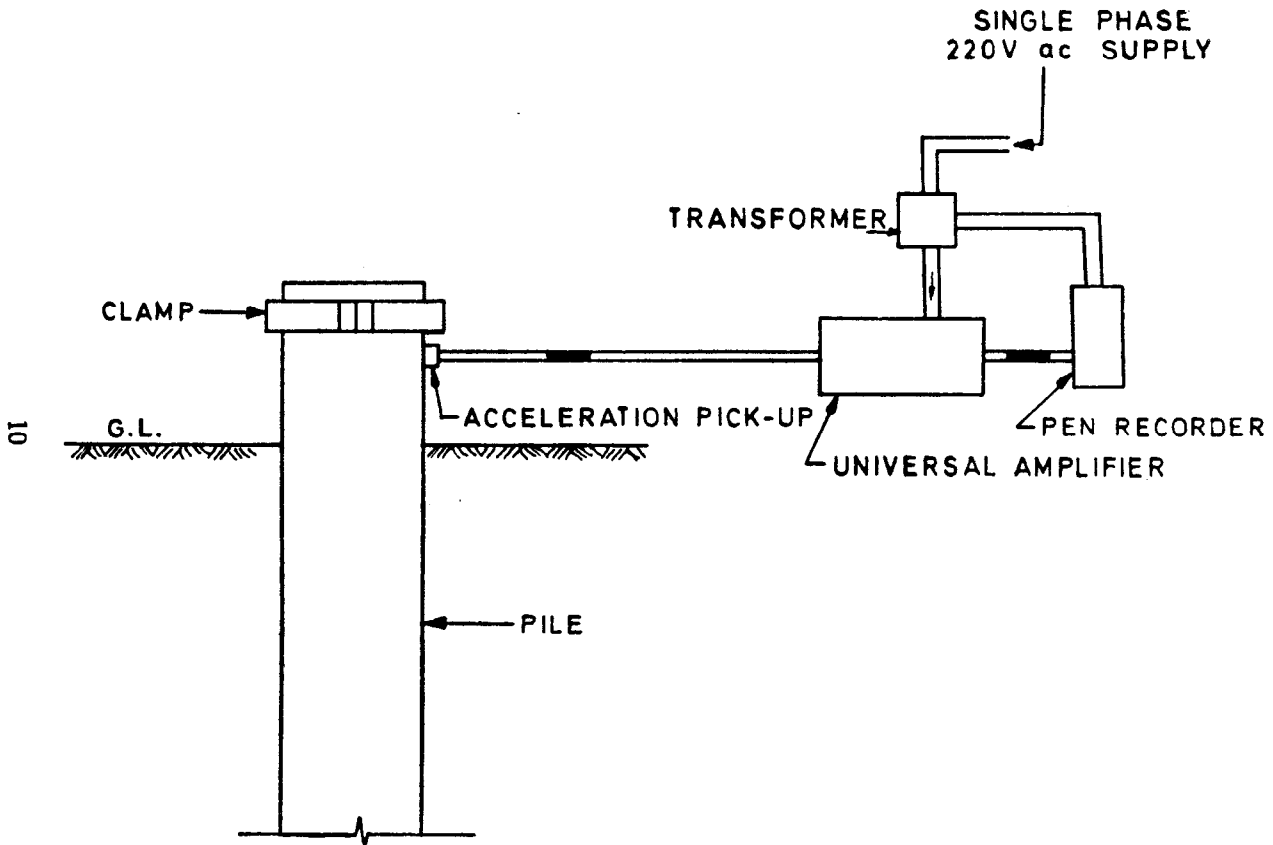 SINGLE PHASE
220V ac SUPPLY
TRANSFORMER
CLAMP
ACCELERATION PICK-UP
G.L.
PEN RECORDER
UNIVERSAL AMPLIFIER
PILE
10